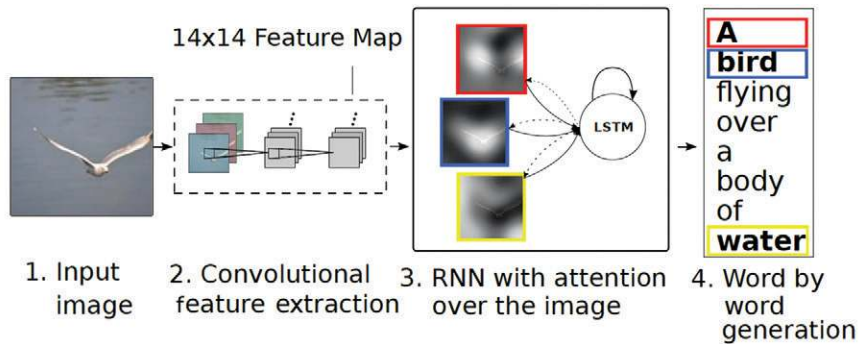 14x14 Feature Map
LSTM
A
bird
flying
over
a
body
of
water
1. Input
image
2. Convolutional
feature extraction
3. RNN with attention
over the image
4. Word by
word
generation